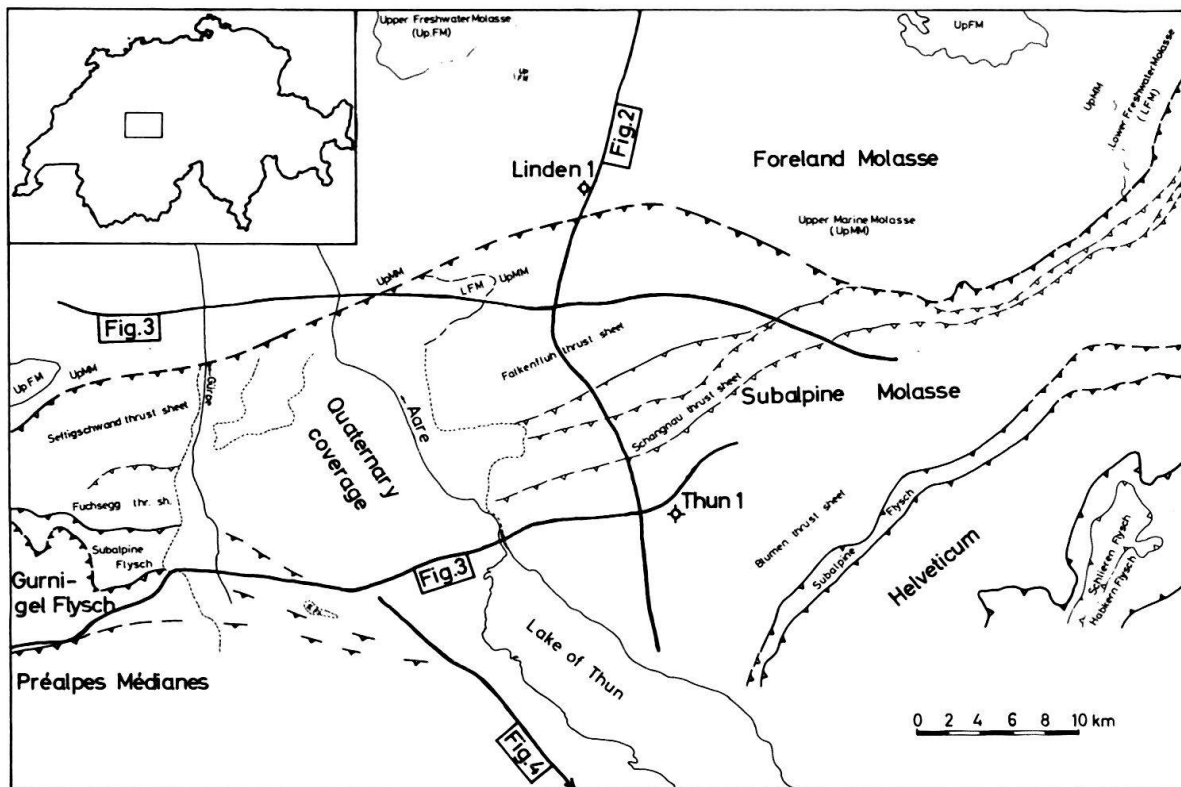 Upper Freshwater Molasse
(Up.FM)
Up
FM
UpFM
UpMM
Lower Freshwater Molasse
(LFM)
Fig.2
Linden 1
Foreland Molasse
Upper Marine Molasse
(UpMM)
UpMM
LFM
UpMM
Fig.3
UpFM
UpMM
Gürbe
Falkenfluh thrust sheet
Seftigschwand thrust sheet
Aare
Quaternary
coverage
Schangnau thrust sheet
Subalpine Molasse
Fuchsegg thr. sh.
Thun 1
Subalpine
Flysch
Gurni-
gel Flysch
Fig.3
Blumen thrust sheet
Subalpine Flysch
Helveticum
Schlieren Flysch
Habkern Flysch
Lake of Thun
Préalpes Médianes
Fig.4
0 2 4 6 8 10 km